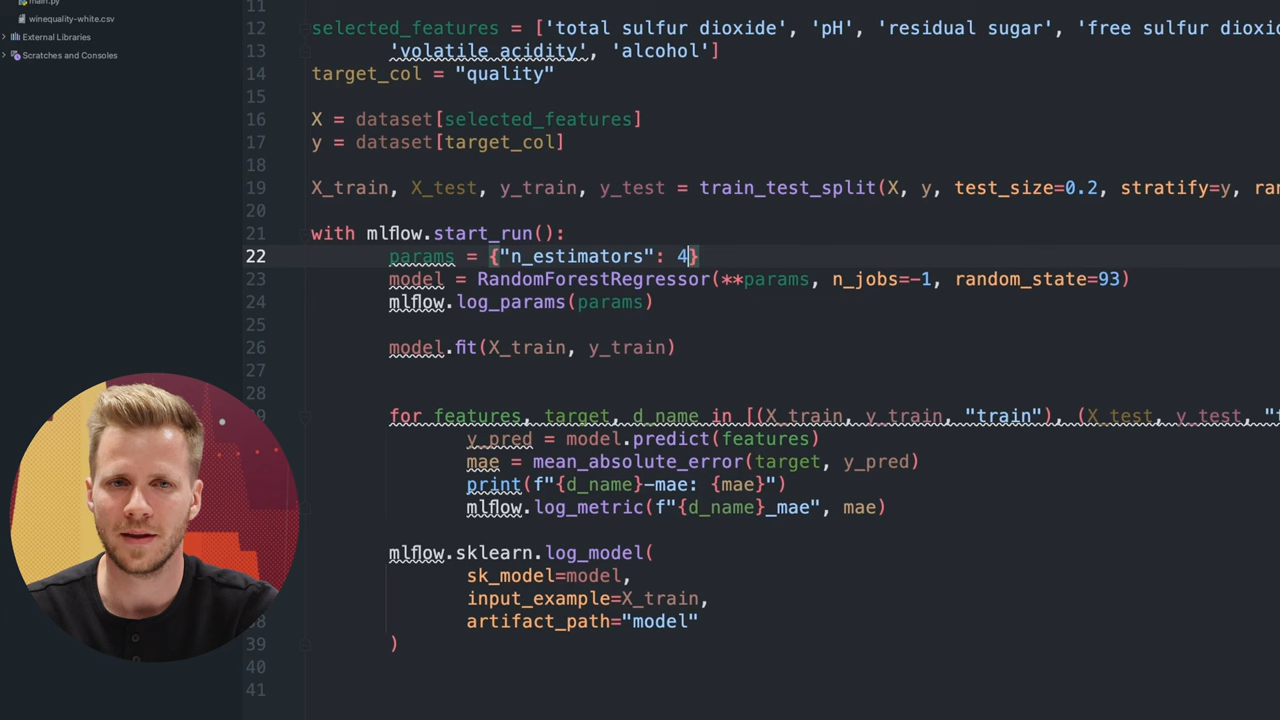 main.py
winequality-white.csv
External Libraries
Scratches and Consoles
11
12 selected_features = ['total sulfur dioxide', 'pH', 'residual sugar', 'free sulfur dioxi
13 'volatile acidity', 'alcohol']
14 target_col = "quality"
15
16 X = dataset[selected_features]
17 y = dataset[target_col]
18
19 X_train, X_test, y_train, y_test = train_test_split(X, y, test_size=0.2, stratify=y, ran
20
21 with mlflow.start_run():
22 params = {"n_estimators": 4}
23 model = RandomForestRegressor(**params, n_jobs=-1, random_state=93)
24 mlflow.log_params(params)
25
26 model.fit(X_train, y_train)
27
28
for features, target, d_name in [(X_train, y_train, "train"), (X_test, y_test, "t
y_pred = model.predict(features)
mae = mean_absolute_error(target, y_pred)
print(f"{d_name}-mae: {mae}")
mlflow.log_metric(f"{d_name}_mae", mae)
mlflow.sklearn.log_model(
sk_model=model,
input_example=X_train,
artifact_path="model"
39 )
40
41